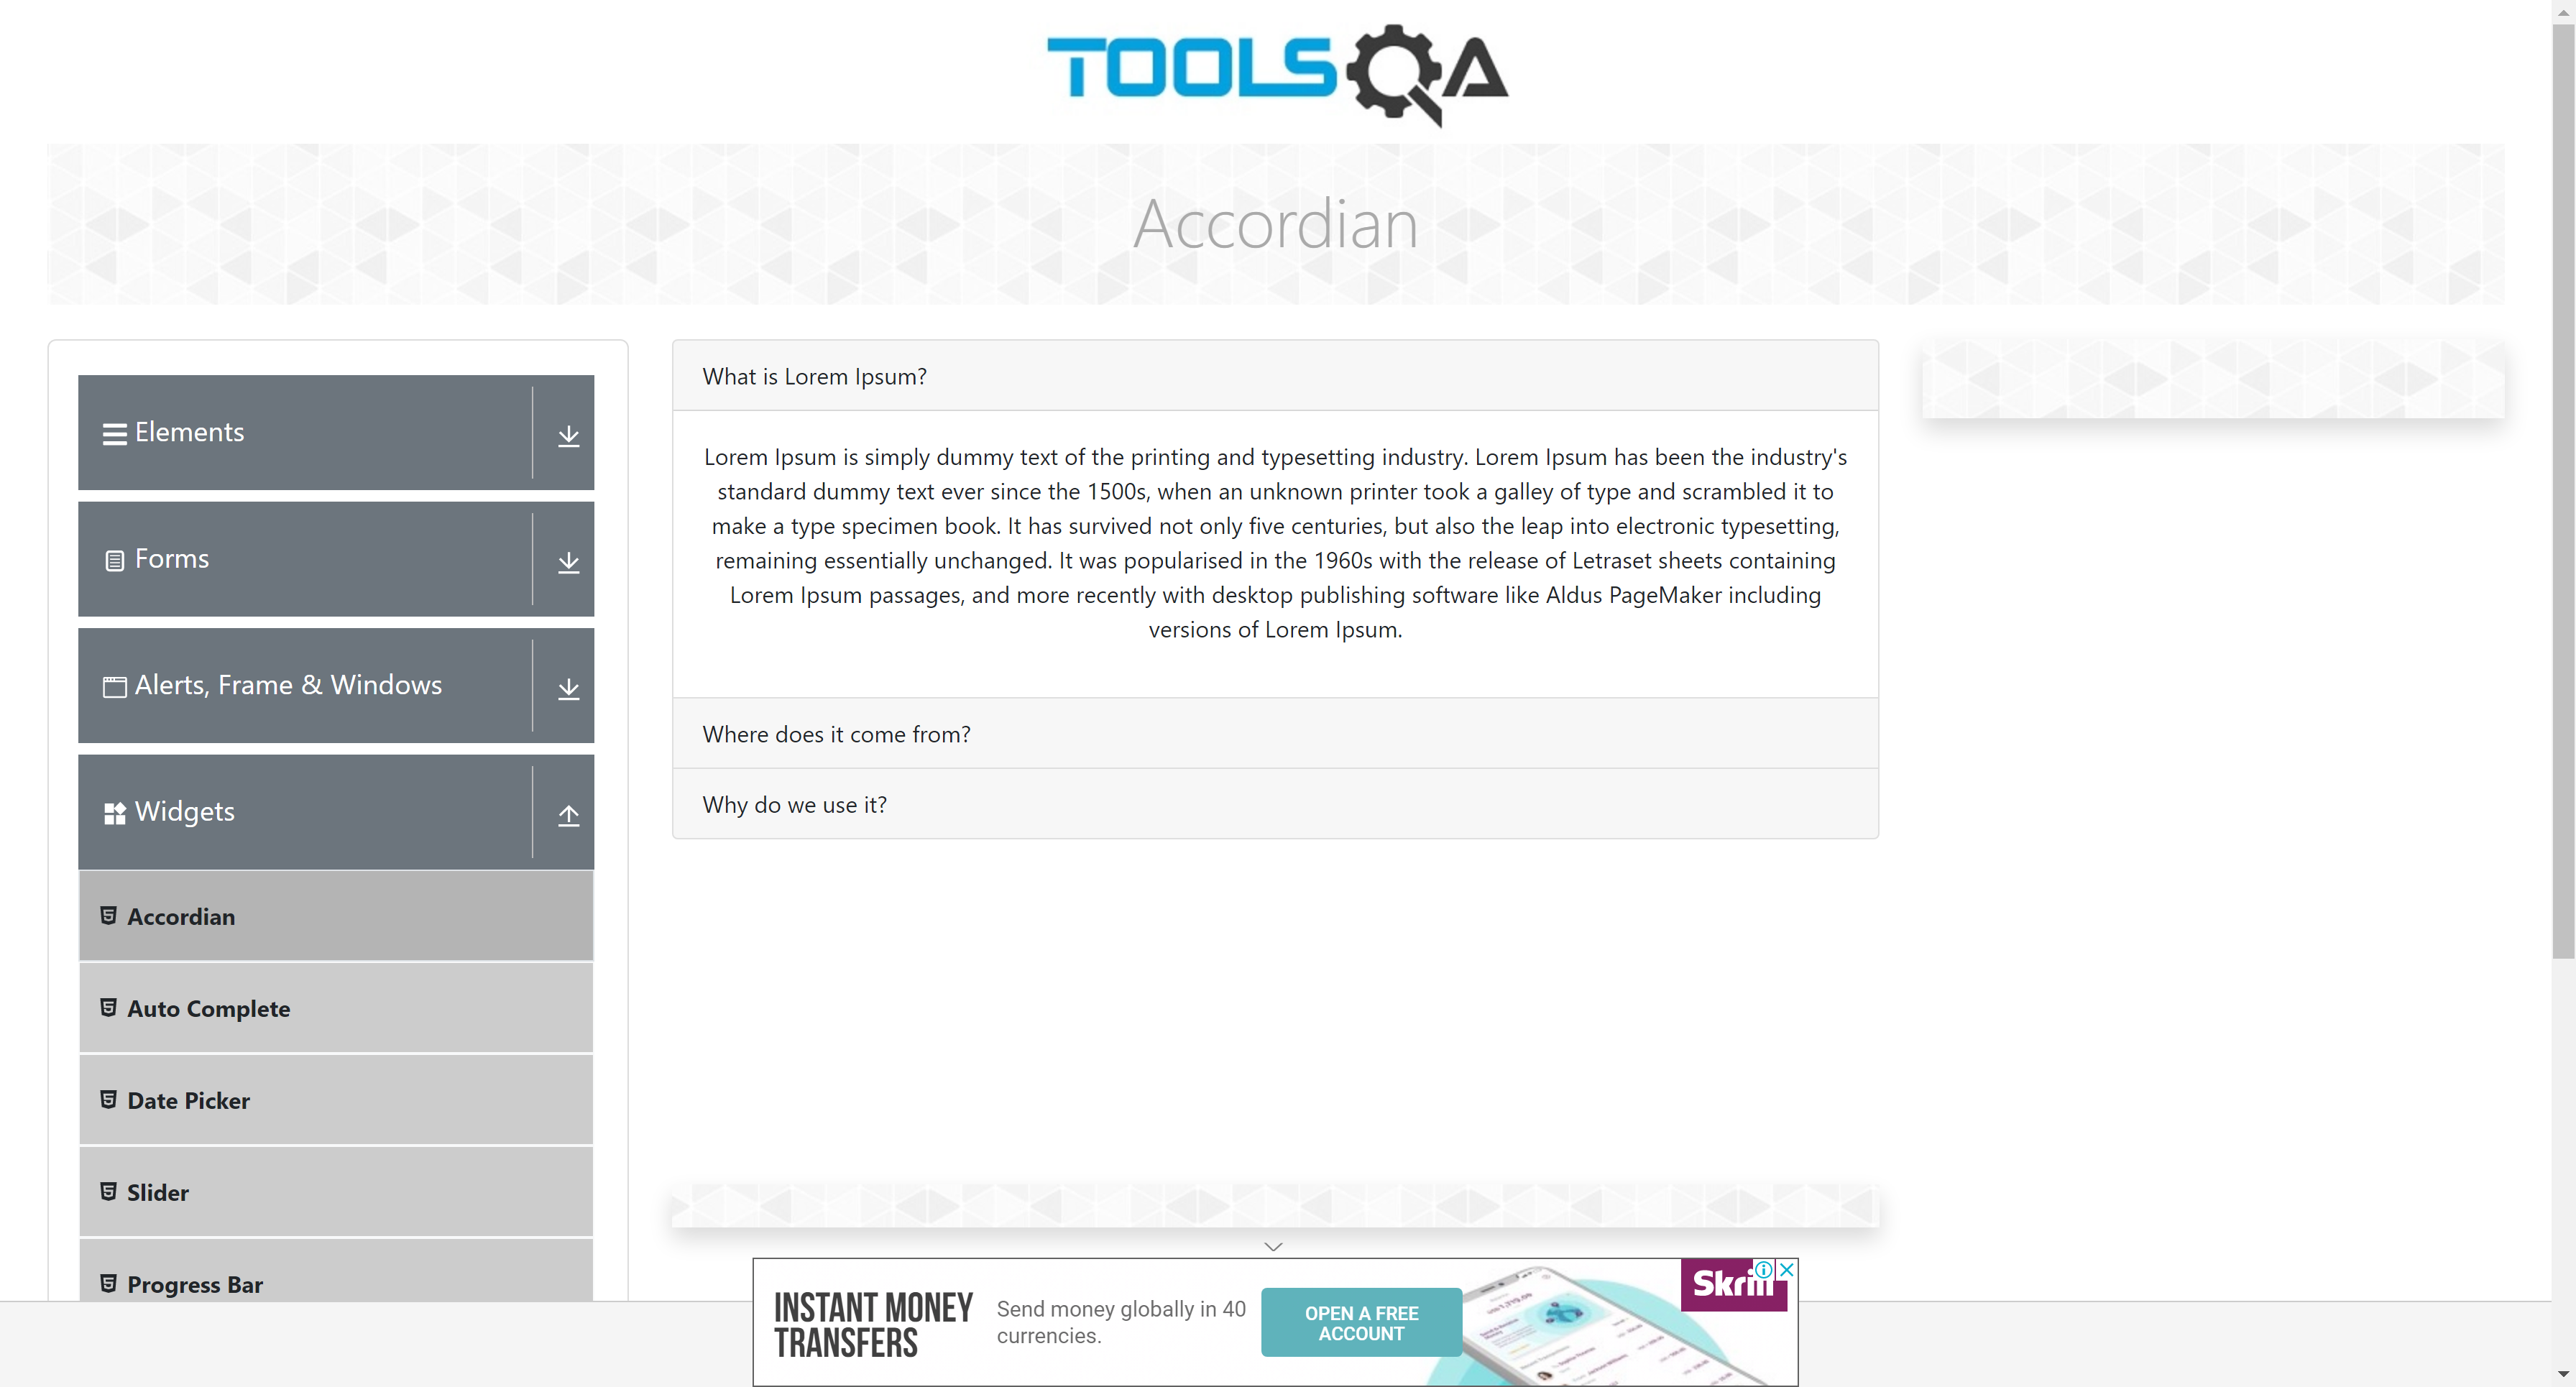 TOOLSQA
Accordian
Elements
Forms
Alerts, Frame & Windows
Widgets
Accordian
Auto Complete
Date Picker
Slider
Progress Bar
What is Lorem Ipsum?
Lorem Ipsum is simply dummy text of the printing and typesetting industry. Lorem Ipsum has been the industry's
standard dummy text ever since the 1500s, when an unknown printer took a galley of type and scrambled it to
make a type specimen book. It has survived not only five centuries, but also the leap into electronic typesetting,
remaining essentially unchanged. It was popularised in the 1960s with the release of Letraset sheets containing
Lorem Ipsum passages, and more recently with desktop publishing software like Aldus PageMaker including
versions of Lorem Ipsum.
Where does it come from?
Why do we use it?
INSTANT MONEY
TRANSFERS
Send money globally in 40
currencies.
OPEN A FREE
ACCOUNT
Skrill